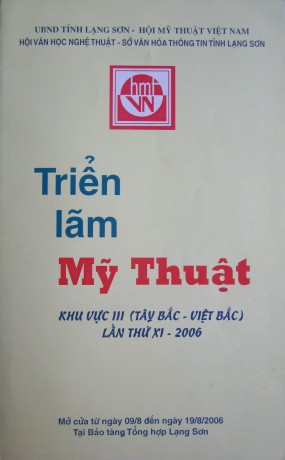 UBND TỈNH LẠNG SƠN - HỘI MỸ THUẬT VIỆT NAM
HỘI VĂN HỌC NGHỆ THUẬT - SỞ VĂN HÓA THÔNG TIN TỈNH LẠNG SƠN
hmt
VN
Triển
lãm
Mỹ Thuật
KHU VỰC III (TÂY BẮC - VIỆT BẮC)
LẦN THỨ XI - 2006
Mở cửa từ ngày 09/8 đến ngày 19/8/2006
Tại Bảo tàng Tổng hợp Lạng Sơn